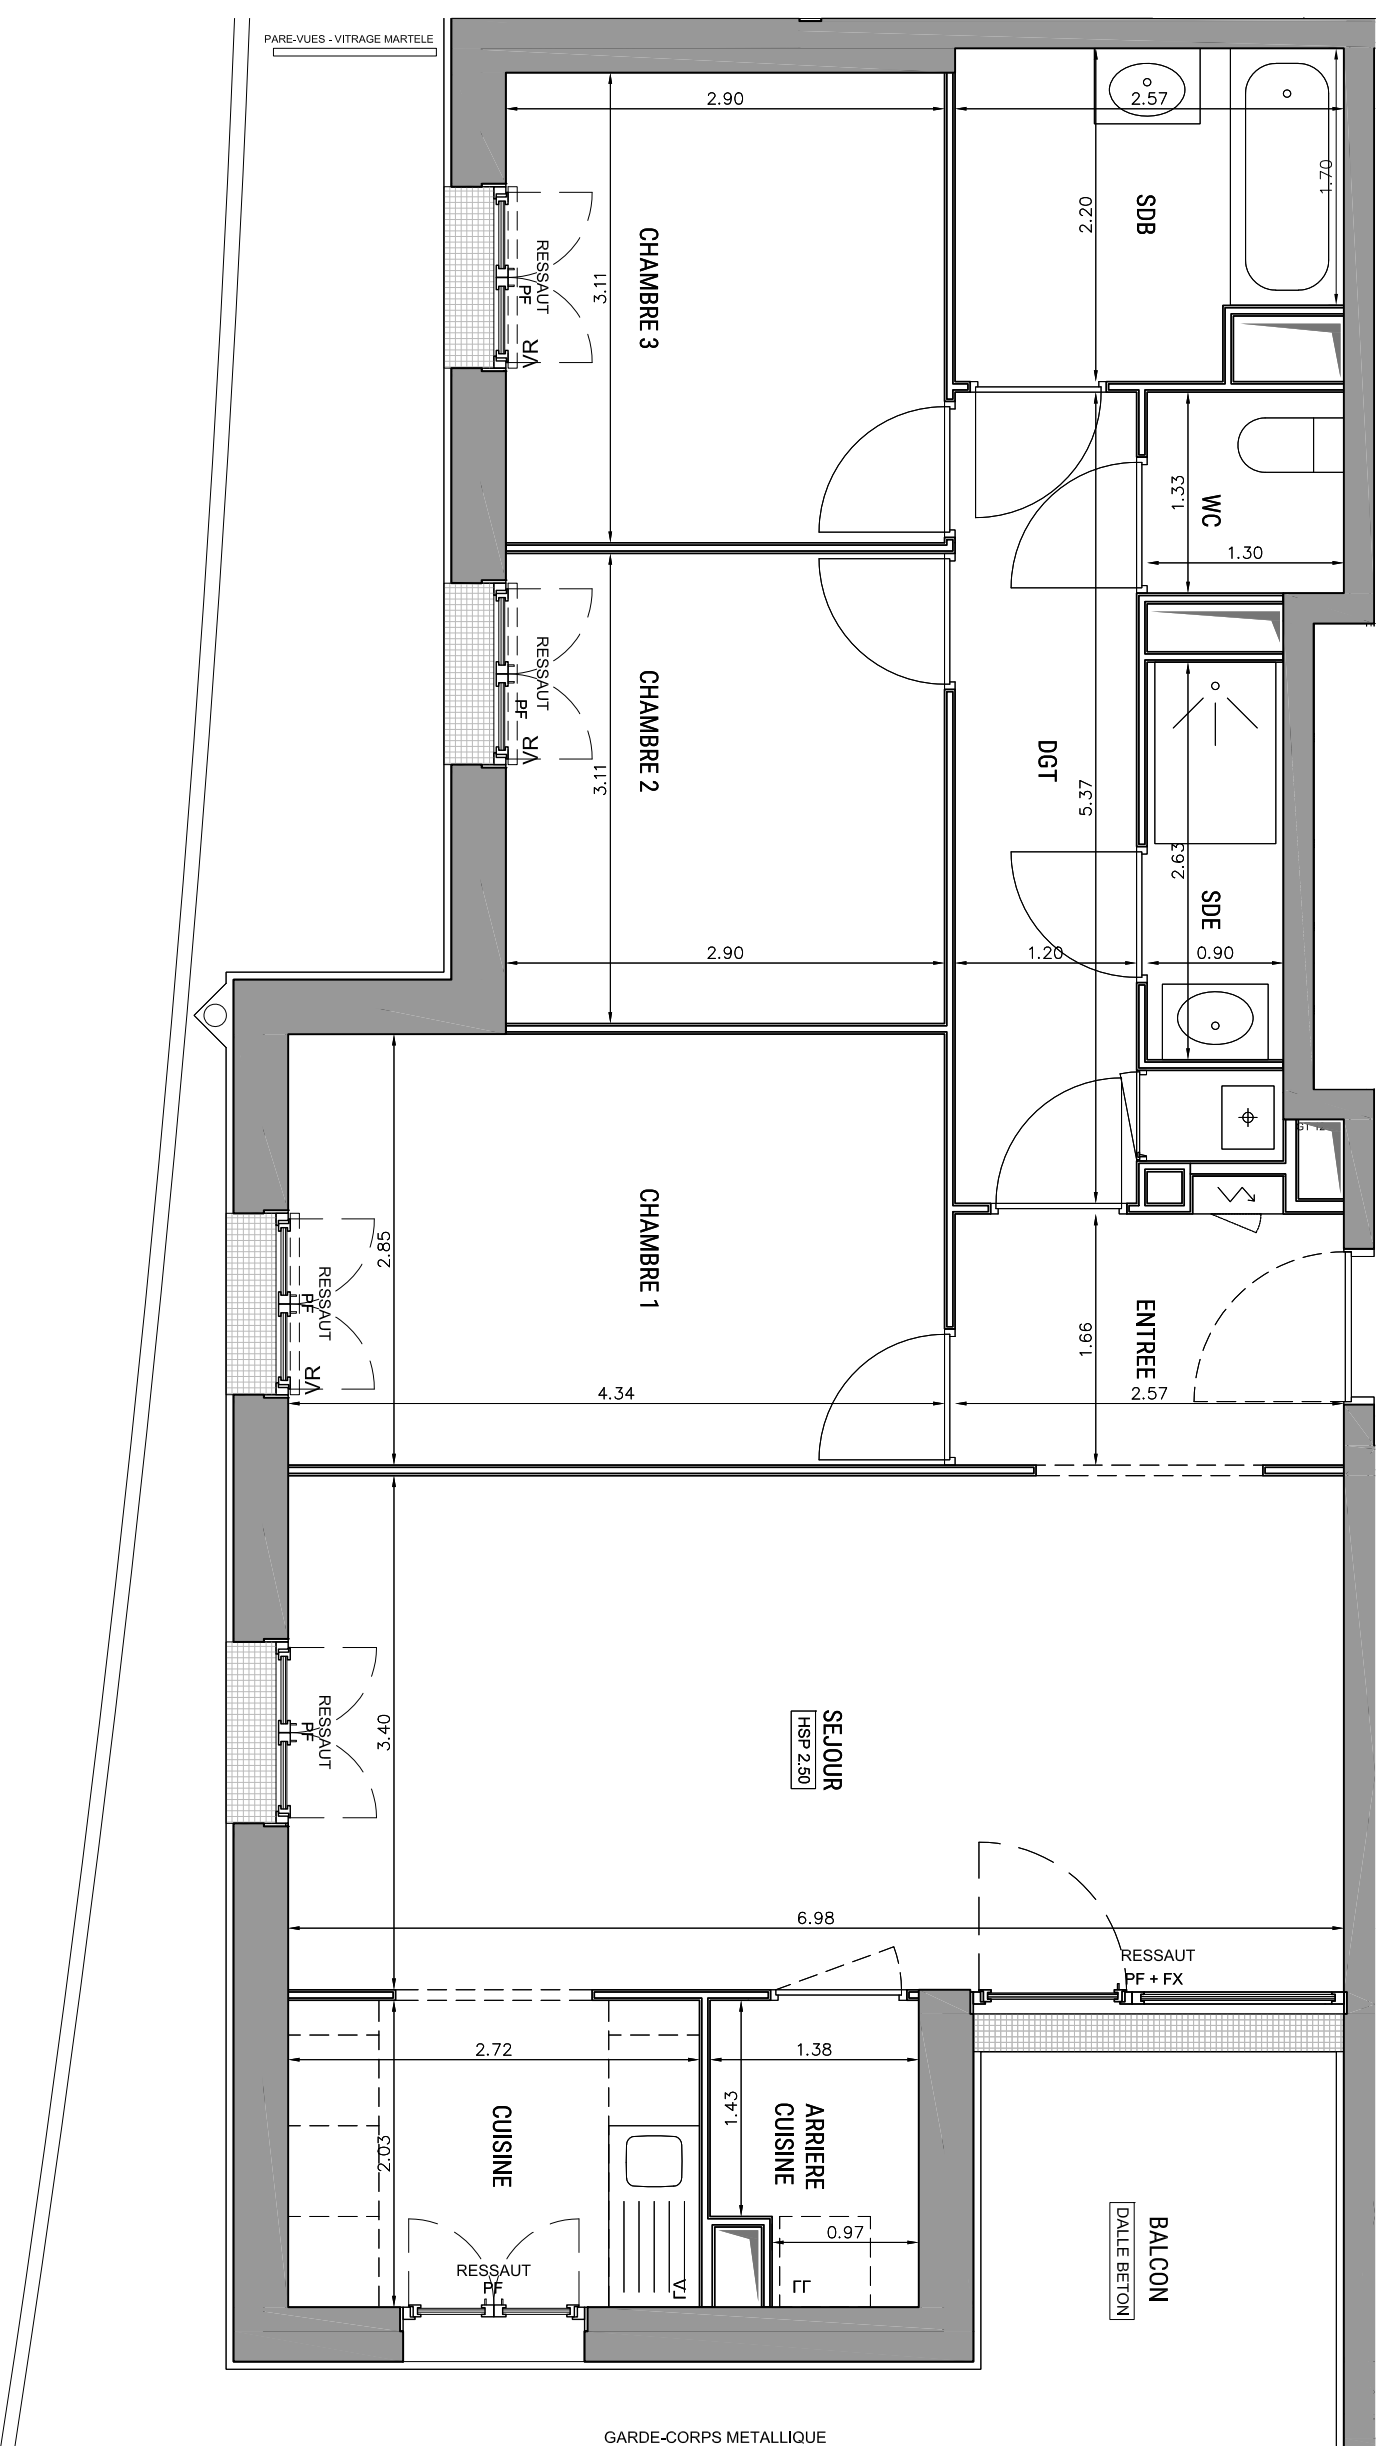 PARE-VUES - VITRAGE MARTELE
2.90
2.57
1.70
SDB
2.20
CHAMBRE 3
3.11
RESSAUT
PF
VR
WC
1.33
1.30
RESSAUT
PF
VR
CHAMBRE 2
3.11
2.90
DGT
5.37
1.20
SDE
2.63
0.90
CHAMBRE 1
2.85
RESSAUT
PF
VR
4.34
ENTREE
1.66
2.57
SEJOUR
HSP 2.50
3.40
RESSAUT
PF
6.98
RESSAUT
PF + FX
2.72
CUISINE
2.03
RESSAUT
PF
LV
1.38
1.43
ARRIERE
CUISINE
0.97
LL
BALCON
DALLE BETON
GARDE-CORPS METALLIQUE